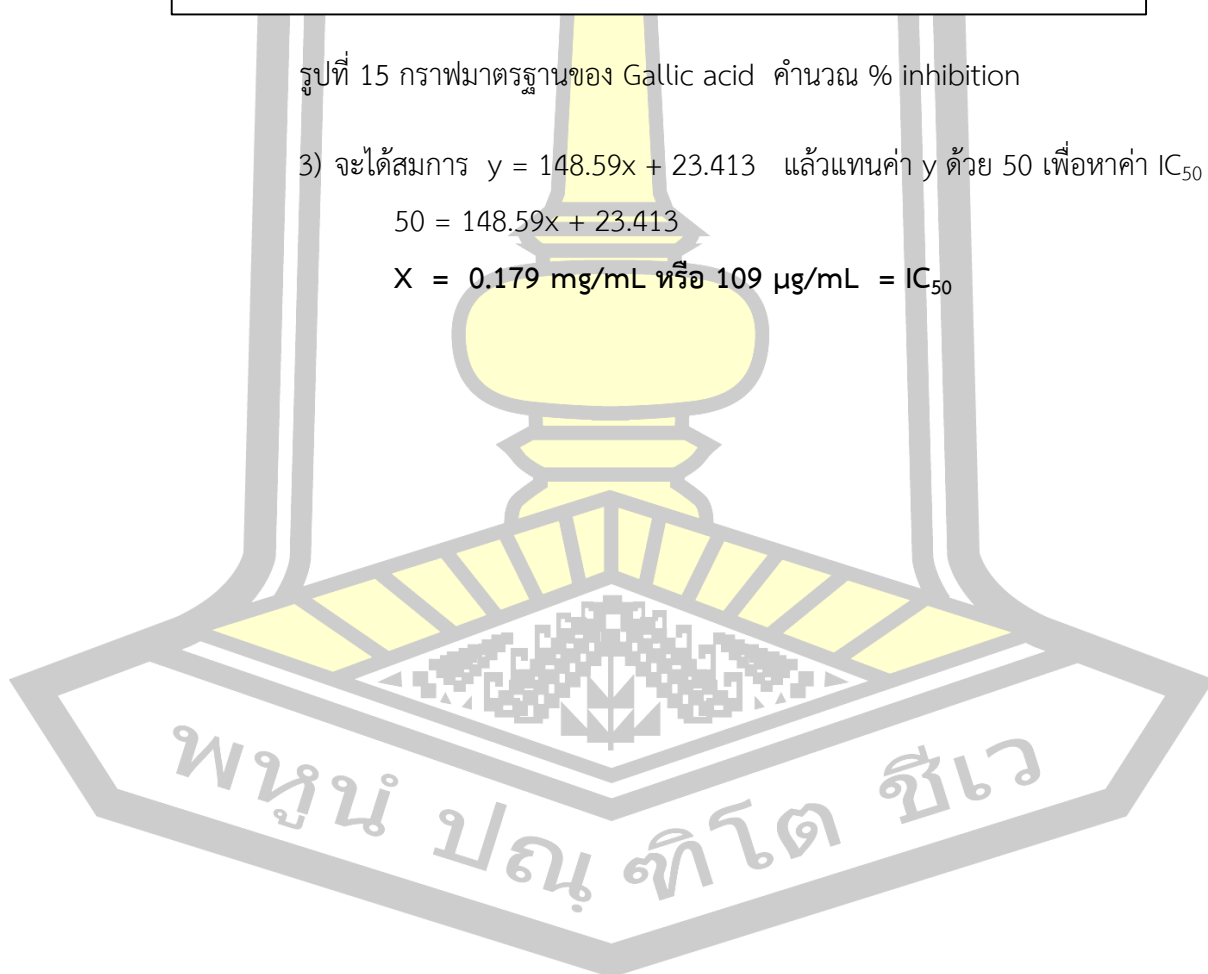 รูปที่ 15 กราฟมาตรฐานของ Gallic acid คำนวณ % inhibition
3) จะได้สมการ y = 148.59x + 23.413 แล้วแทนค่า y ด้วย 50 เพื่อหาค่า IC50
50 = 148.59x + 23.413
X = 0.179 mg/mL หรือ 109 µg/mL = IC50
พหูนํ ปณฺฑิโต ชีเว